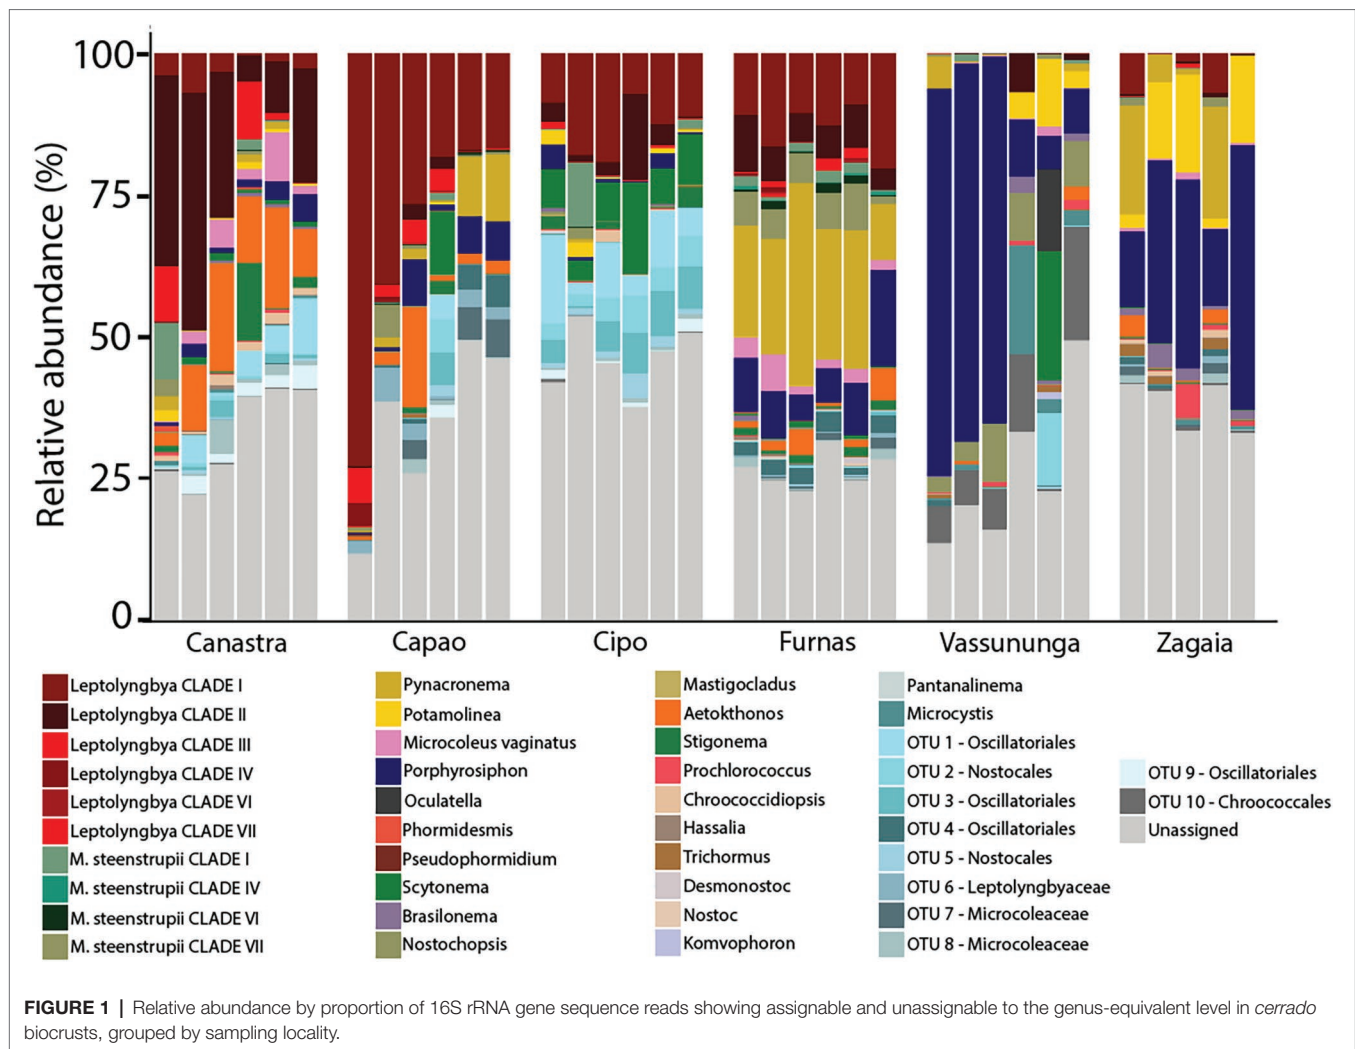 Relative abundance (%)
100
75
50
25
0
Canastra
Capao
Cipo
Furnas
Vassununga
Zagaia
Leptolyngbya CLADE I
Leptolyngbya CLADE II
Leptolyngbya CLADE III
Leptolyngbya CLADE IV
Leptolyngbya CLADE VI
Leptolyngbya CLADE VII
M. steenstrupii CLADE I
M. steenstrupii CLADE IV
M. steenstrupii CLADE VI
M. steenstrupii CLADE VII
Pynacronema
Potamolinea
Microcoleus vaginatus
Porphyrosiphon
Oculatella
Phormidesmis
Pseudophormidium
Scytonema
Brasilonema
Nostochopsis
Mastigocladus
Aetokthonos
Stigonema
Prochlorococcus
Chroococcidiopsis
Hassalia
Trichormus
Desmonostoc
Nostoc
Komvophoron
Pantanalinema
Microcystis
OTU 1 - Oscillatoriales
OTU 2 - Nostocales
OTU 3 - Oscillatoriales
OTU 4 - Oscillatoriales
OTU 5 - Nostocales
OTU 6 - Leptolyngbyaceae
OTU 7 - Microcoleaceae
OTU 8 - Microcoleaceae
OTU 9 - Oscillatoriales
OTU 10 - Chroococcales
Unassigned
FIGURE 1 | Relative abundance by proportion of 16S rRNA gene sequence reads showing assignable and unassignable to the genus-equivalent level in cerrado
biocrusts, grouped by sampling locality.